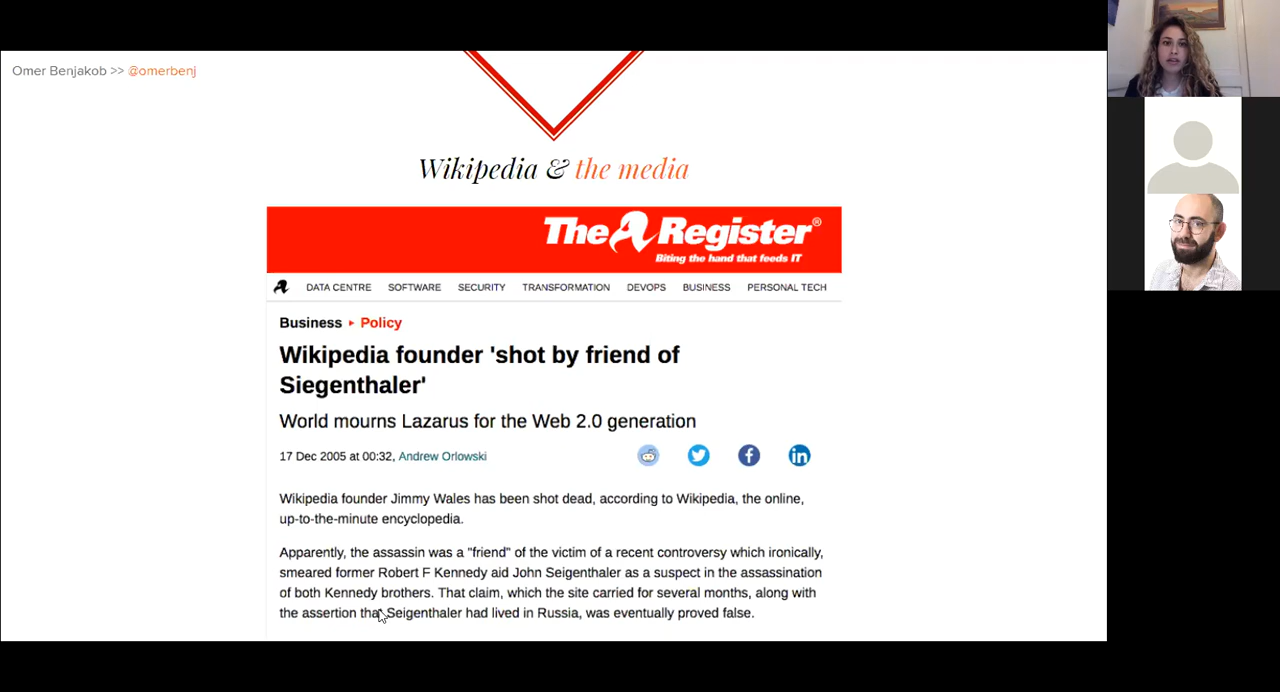 Omer Benjakob >> @omerbenj
Wikipedia & the media
The Register®
Biting the hand that feeds IT
DATA CENTRE SOFTWARE SECURITY TRANSFORMATION DEVOPS BUSINESS PERSONAL TECH
Business ▸ Policy
Wikipedia founder 'shot by friend of
Siegenthaler'
World mourns Lazarus for the Web 2.0 generation
17 Dec 2005 at 00:32, Andrew Orlowski
Wikipedia founder Jimmy Wales has been shot dead, according to Wikipedia, the online,
up-to-the-minute encyclopedia.
Apparently, the assassin was a "friend" of the victim of a recent controversy which ironically,
smeared former Robert F Kennedy aid John Seigenthaler as a suspect in the assassination
of both Kennedy brothers. That claim, which the site carried for several months, along with
the assertion that Seigenthaler had lived in Russia, was eventually proved false.